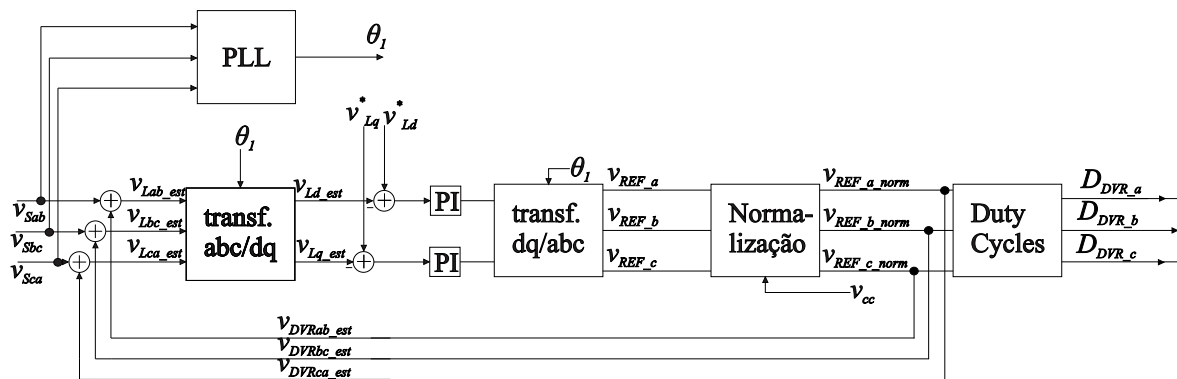 PLL
θ1
v*Lq v*Ld
θ1
θ1
vSab
vSbc
vSca
vLab_est
vLbc_est
vLca_est
transf.
abc/dq
vLd_est
vLq_est
PI
PI
transf.
dq/abc
vREF_a
vREF_b
vREF_c
Norma-
lização
vcc
vREF_a_norm
vREF_b_norm
vREF_c_norm
Duty
Cycles
DDVR_a
DDVR_b
DDVR_c
vDVRab_est
vDVRbc_est
vDVRca_est